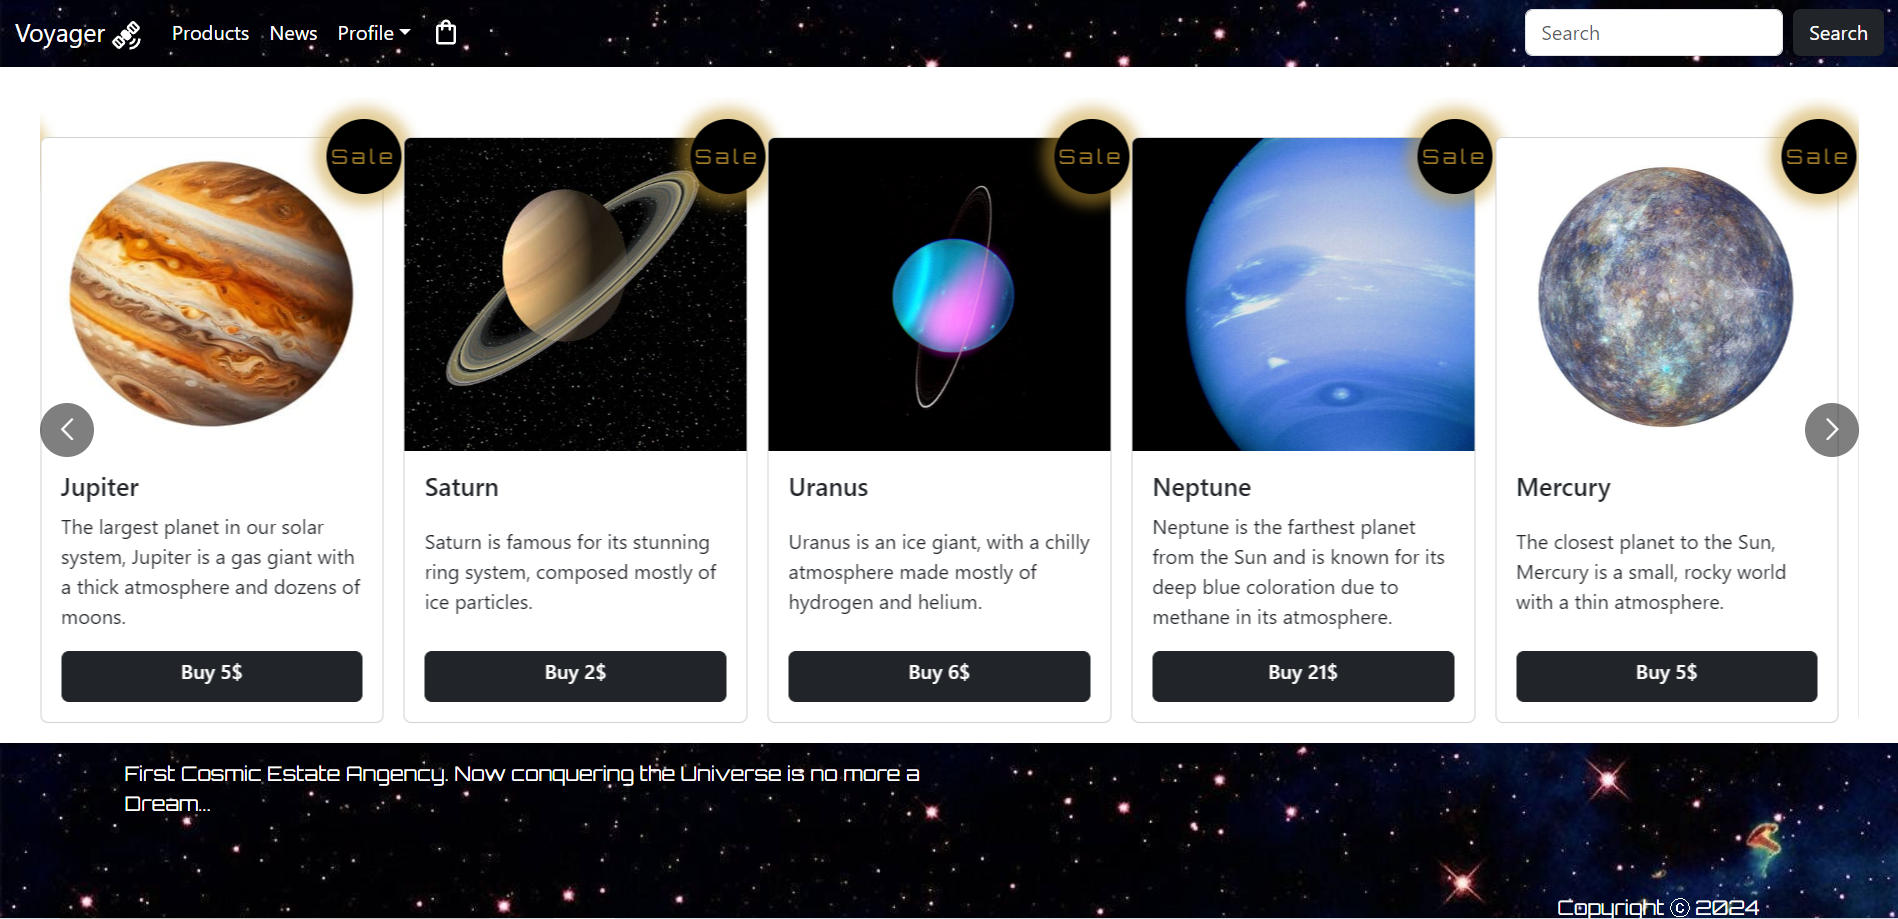 Voyager Products News Profile Search Search
Sale Sale Sale Sale Sale
Jupiter
The largest planet in our solar
system, Jupiter is a gas giant with
a thick atmosphere and dozens of
moons.
Buy 5$
Saturn
Saturn is famous for its stunning
ring system, composed mostly of
ice particles.
Buy 2$
Uranus
Uranus is an ice giant, with a chilly
atmosphere made mostly of
hydrogen and helium.
Buy 6$
Neptune
Neptune is the farthest planet
from the Sun and is known for its
deep blue coloration due to
methane in its atmosphere.
Buy 21$
Mercury
The closest planet to the Sun,
Mercury is a small, rocky world
with a thin atmosphere.
Buy 5$
First Cosmic Estate Angency. Now conquering the Universe is no more a
Dream...
Copyright © 2024